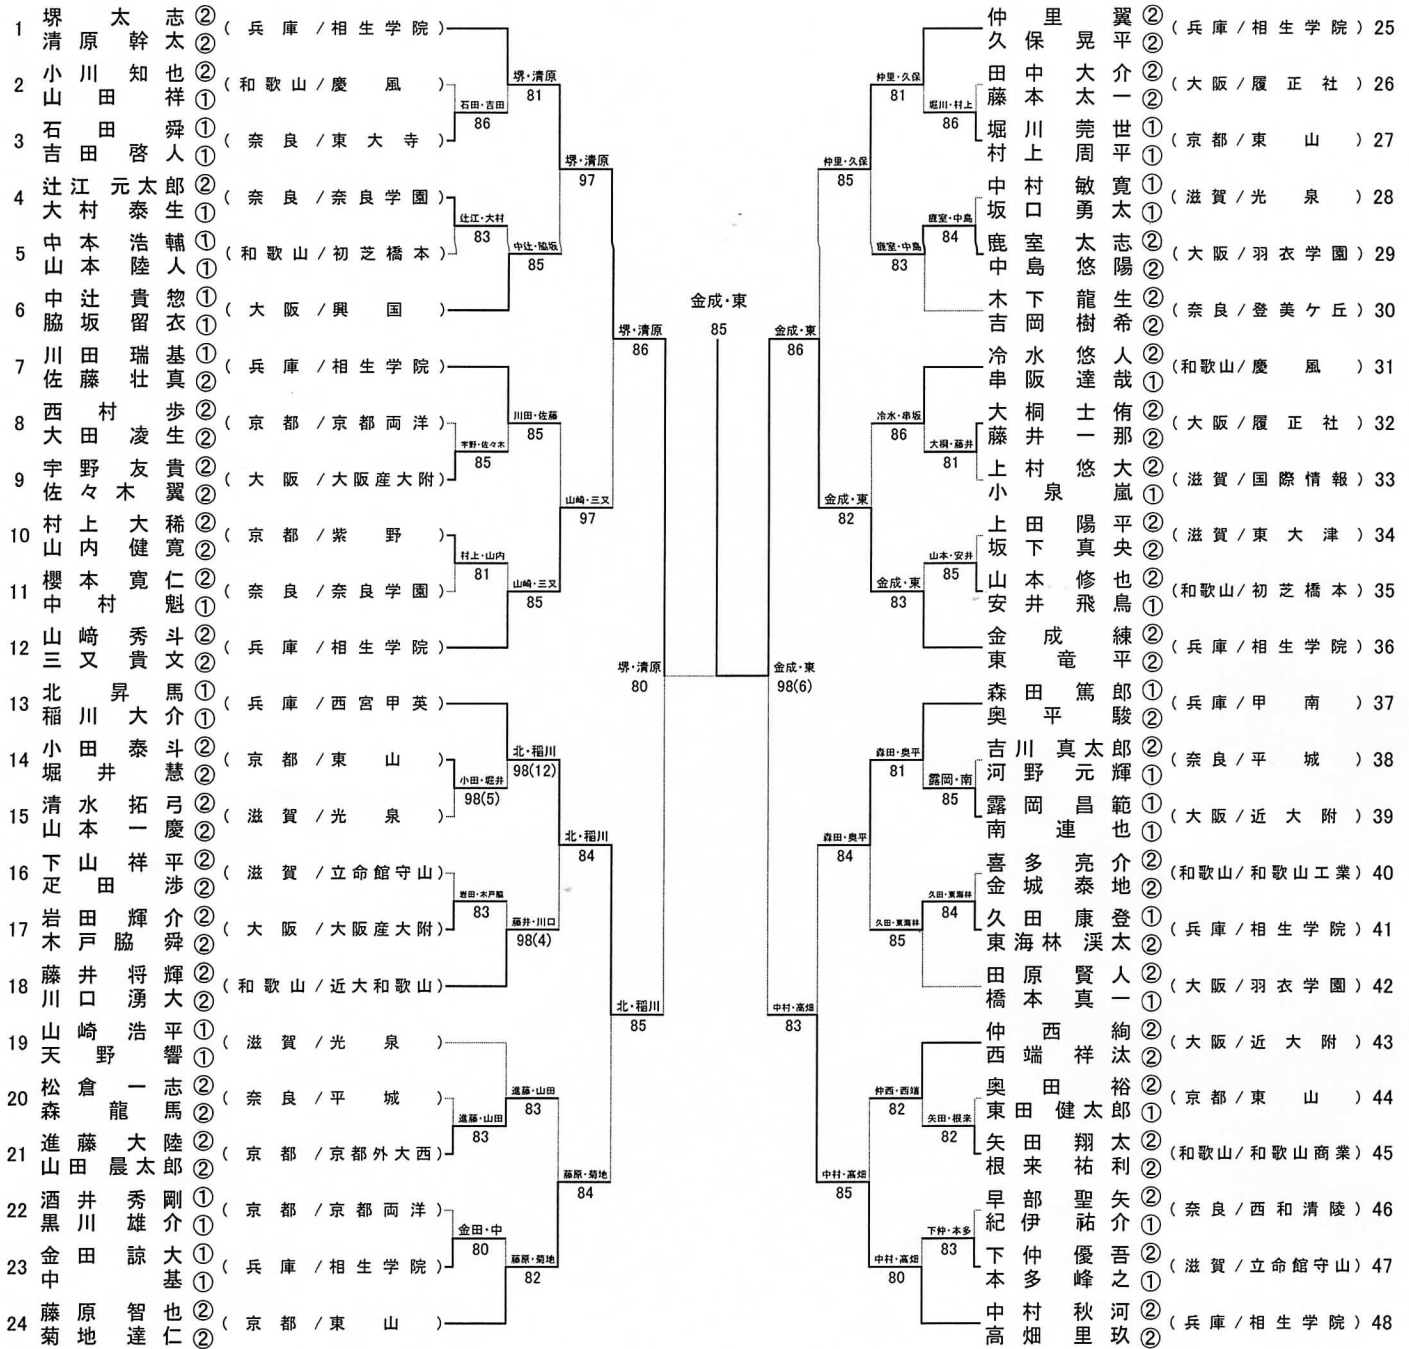 1 堺太志② 清原幹太② (兵庫/相生学院)
2 小川知也② 山田祥① (和歌山/慶風)
3 石田舜① 吉田啓人① (奈良/東大寺)
4 辻江元太郎② 大村泰生① (奈良/奈良学園)
5 中本浩輔① 山本陸人① (和歌山/初芝橋本)
6 中辻貴惣① 脇坂留衣① (大阪/興国)
7 川田瑞基① 佐藤壮真② (兵庫/相生学院)
8 西村歩② 大田凌生② (京都/京都両洋)
9 宇野友貴② 佐々木翼② (大阪/大阪産大附)
10 村上大稀② 山内健寛② (京都/紫野)
11 櫻本寛仁② 中村魁① (奈良/奈良学園)
12 山﨑秀斗② 三又貴文② (兵庫/相生学院)
13 北昇馬① 稲川大介① (兵庫/西宮甲英)
14 小田泰斗② 堀井慧② (京都/東山)
15 清水拓弓② 山本一慶② (滋賀/光泉)
16 下山祥平② 疋田渉② (滋賀/立命館守山)
17 岩田輝介② 木戸脇舜② (大阪/大阪産大附)
18 藤井将輝② 川口湧大② (和歌山/近大和歌山)
19 山崎浩平① 天野響① (滋賀/光泉)
20 松倉一志② 森龍馬② (奈良/平城)
21 進藤大陸② 山田晨太郎② (京都/京都外大西)
22 酒井秀剛① 黒川雄介① (京都/京都両洋)
23 金田諒大① 中基① (兵庫/相生学院)
24 藤原智也② 菊地達仁② (京都/東山)
石田・吉田 86
辻江・大村 83
宇野・佐々木 85
村上・山内 81
小田・堀井 98(5)
岩田・木戸脇 83
進藤・山田 83
金田・中 80
堺・清原 81
中辻・脇坂 85
川田・佐藤 85
山崎・三又 85
北・稲川 98(12)
藤井・川口 98(4)
進藤・山田 83
藤原・菊地 82
堺・清原 97
山崎・三又 97
北・稲川 84
藤原・菊地 84
堺・清原 86
北・稲川 85
堺・清原 80
金成・東 85
金成・東 98(6)
金成・東 86
中村・高畑 83
仲里・久保 85
金成・東 82
森田・奥平 84
中村・高畑 85
仲里・久保 81
鹿室・中島 83
冷水・串坂 86
金成・東 83
森田・奥平 81
久田・東海林 85
仲西・西端 82
中村・高畑 80
堀川・村上 86
鹿室・中島 84
大桐・藤井 81
山本・安井 85
露岡・南 85
久田・東海林 84
矢田・根来 82
下仲・本多 83
仲里翼② 久保晃平② (兵庫/相生学院) 25
田中大介② 藤本太一② (大阪/履正社) 26
堀川莞世① 村上周平① (京都/東山) 27
中村敏寛① 坂口勇太① (滋賀/光泉) 28
鹿室太志② 中島悠陽② (大阪/羽衣学園) 29
木下龍生② 吉岡樹希② (奈良/登美ケ丘) 30
冷水悠人② 串阪達哉① (和歌山/慶風) 31
大桐士侑② 藤井一那② (大阪/履正社) 32
上村悠大② 小泉嵐① (滋賀/国際情報) 33
上田陽平② 坂下真央② (滋賀/東大津) 34
山本修也② 安井飛鳥① (和歌山/初芝橋本) 35
金成練② 東竜平② (兵庫/相生学院) 36
森田篤郎① 奥平駿② (兵庫/甲南) 37
吉川真太郎② 河野元輝① (奈良/平城) 38
露岡昌範① 南連也① (大阪/近大附) 39
喜多亮介② 金城泰地② (和歌山/和歌山工業) 40
久田康登① 東海林渓太② (兵庫/相生学院) 41
田原賢人② 橋本真一① (大阪/羽衣学園) 42
仲西絢② 西端祥汰② (大阪/近大附) 43
奥田裕② 東田健太郎① (京都/東山) 44
矢田翔太② 根来祐利② (和歌山/和歌山商業) 45
早部聖矢② 紀伊祐介① (奈良/西和清陵) 46
下仲優吾② 本多峰之① (滋賀/立命館守山) 47
中村秋河② 高畑里玖② (兵庫/相生学院) 48